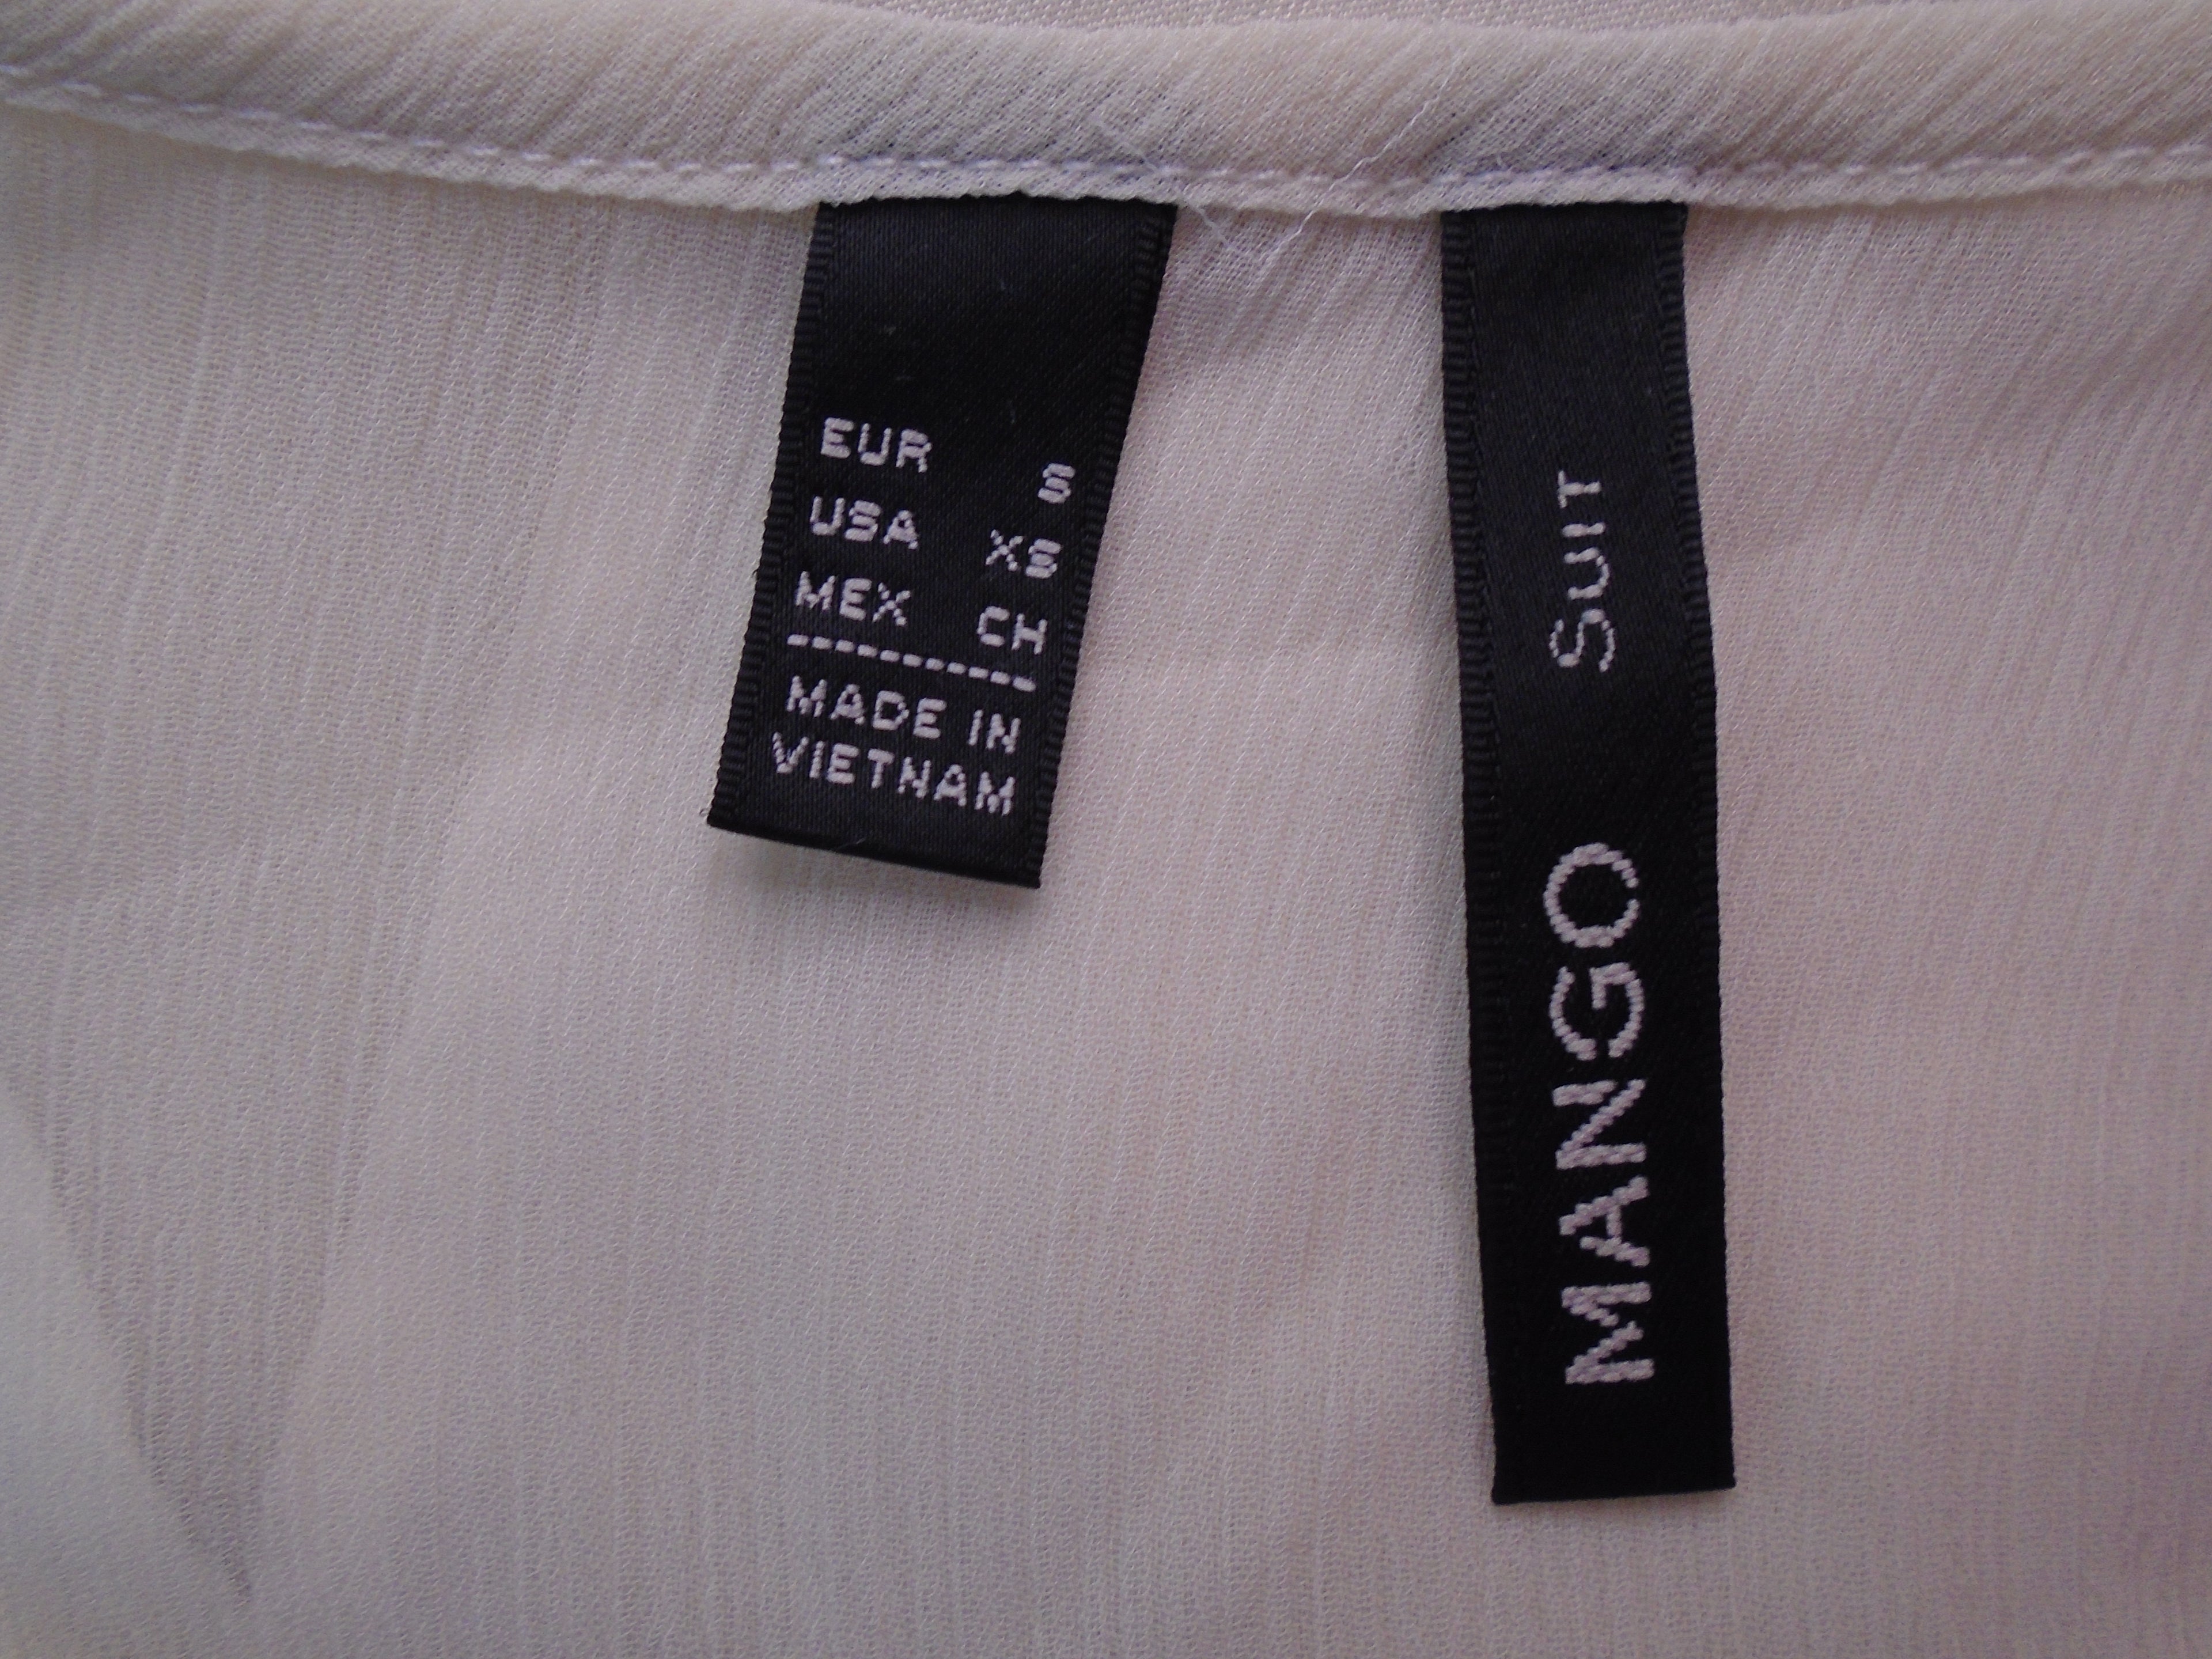 EUR S
USA XS
MEX CH
MADE IN
VIETNAM
MANGO SUIT